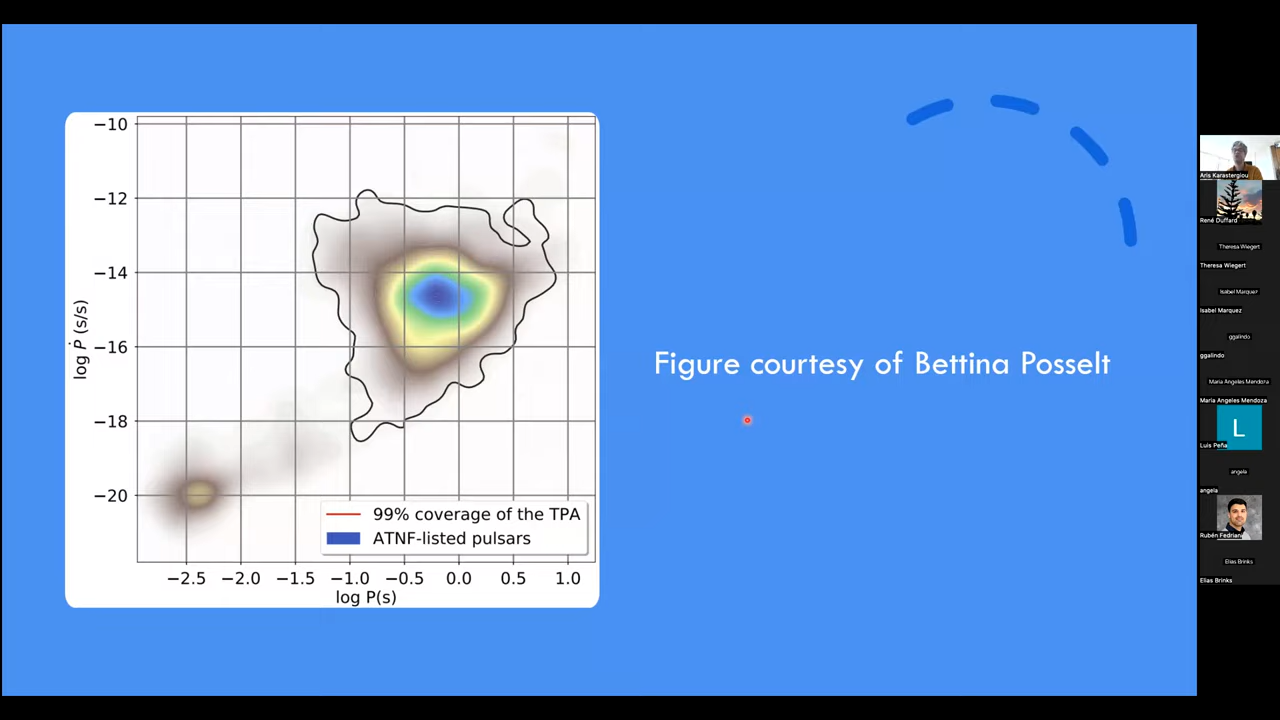 −10
−12
−14
−16
−18
−20
log Ṗ (s/s)
99% coverage of the TPA
ATNF-listed pulsars
−2.5 −2.0 −1.5 −1.0 −0.5 0.0 0.5 1.0
log P(s)
Figure courtesy of Bettina Posselt
Aris Karastergiou
René Duffard
Theresa Wiegert
Theresa Wiegert
Isabel Marquez
Isabel Marquez
ggalindo
ggalindo
Maria Angeles Mendoza
Maria Angeles Mendoza
L
Luis Peña
angela
angela
Rubén Fedriani
Elias Brinks
Elias Brinks